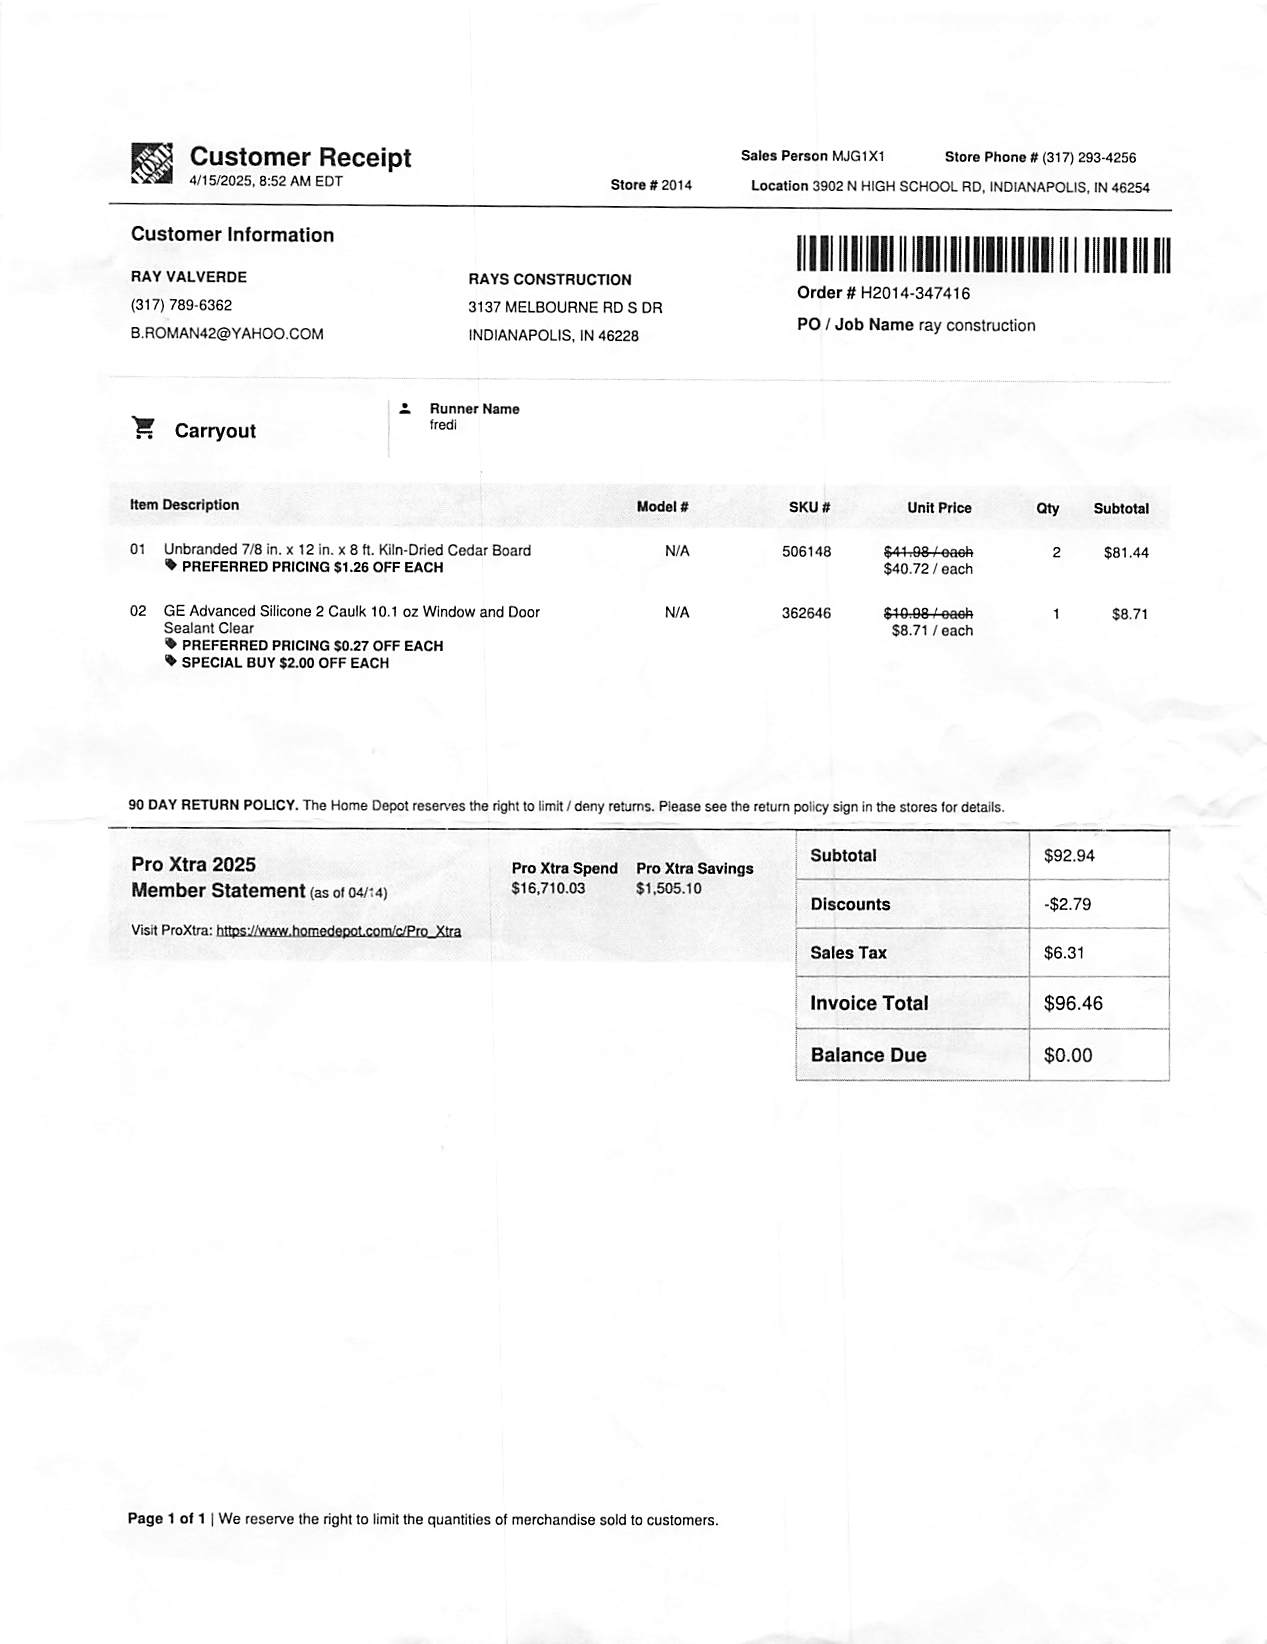 THE HOME DEPOT
Customer Receipt
4/15/2025, 8:52 AM EDT
Sales Person MJG1X1 Store Phone # (317) 293-4256
Store # 2014 Location 3902 N HIGH SCHOOL RD, INDIANAPOLIS, IN 46254
Customer Information
RAY VALVERDE
(317) 789-6362
B.ROMAN42@YAHOO.COM
RAYS CONSTRUCTION
3137 MELBOURNE RD S DR
INDIANAPOLIS, IN 46228
Order # H2014-347416
PO / Job Name ray construction
Carryout
Runner Name
fredi
Item Description Model # SKU # Unit Price Qty Subtotal
01 Unbranded 7/8 in. x 12 in. x 8 ft. Kiln-Dried Cedar Board N/A 506148 $41.98 / each 2 $81.44
PREFERRED PRICING $1.26 OFF EACH $40.72 / each
02 GE Advanced Silicone 2 Caulk 10.1 oz Window and Door N/A 362646 $10.98 / each 1 $8.71
Sealant Clear $8.71 / each
PREFERRED PRICING $0.27 OFF EACH
SPECIAL BUY $2.00 OFF EACH
90 DAY RETURN POLICY. The Home Depot reserves the right to limit / deny returns. Please see the return policy sign in the stores for details.
Pro Xtra 2025
Member Statement (as of 04/14)
Visit ProXtra: https://www.homedepot.com/c/Pro_Xtra
Pro Xtra Spend Pro Xtra Savings
$16,710.03 $1,505.10
Subtotal $92.94
Discounts -$2.79
Sales Tax $6.31
Invoice Total $96.46
Balance Due $0.00
Page 1 of 1 | We reserve the right to limit the quantities of merchandise sold to customers.